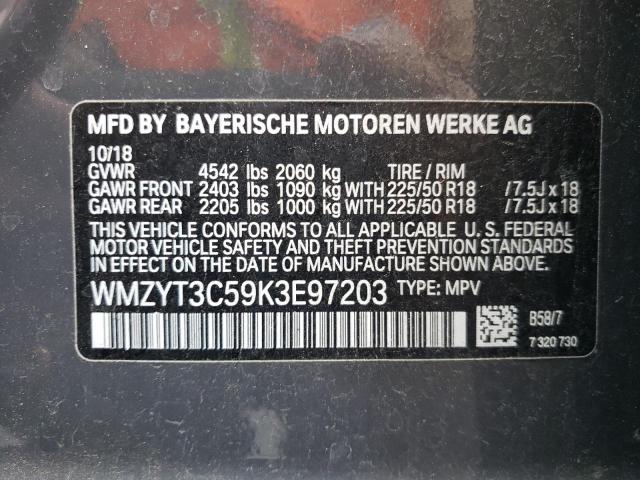 MFD BY BAYERISCHE MOTOREN WERKE AG
10/18
GVWR 4542 lbs 2060 kg TIRE / RIM
GAWR FRONT 2403 lbs 1090 kg WITH 225/50 R18 /7.5J x 18
GAWR REAR 2205 lbs 1000 kg WITH 225/50 R18 /7.5J x 18
THIS VEHICLE CONFORMS TO ALL APPLICABLE U. S. FEDERAL
MOTOR VEHICLE SAFETY AND THEFT PREVENTION STANDARDS
IN EFFECT ON THE DATE OF MANUFACTURE SHOWN ABOVE.
WMZYT3C59K3E97203 TYPE: MPV
B58/7
7 320 730